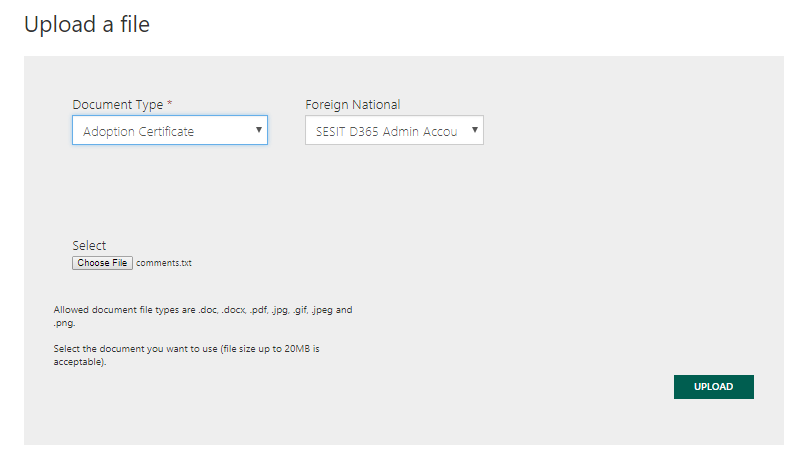 Upload a file
Document Type *
Foreign National
Adoption Certificate
SESIT D365 Admin Accou
Select
Choose File comments.txt
Allowed document file types are .doc, .docx, .pdf, .jpg, .gif, .jpeg and
.png.
Select the document you want to use (file size up to 20MB is
acceptable).
UPLOAD